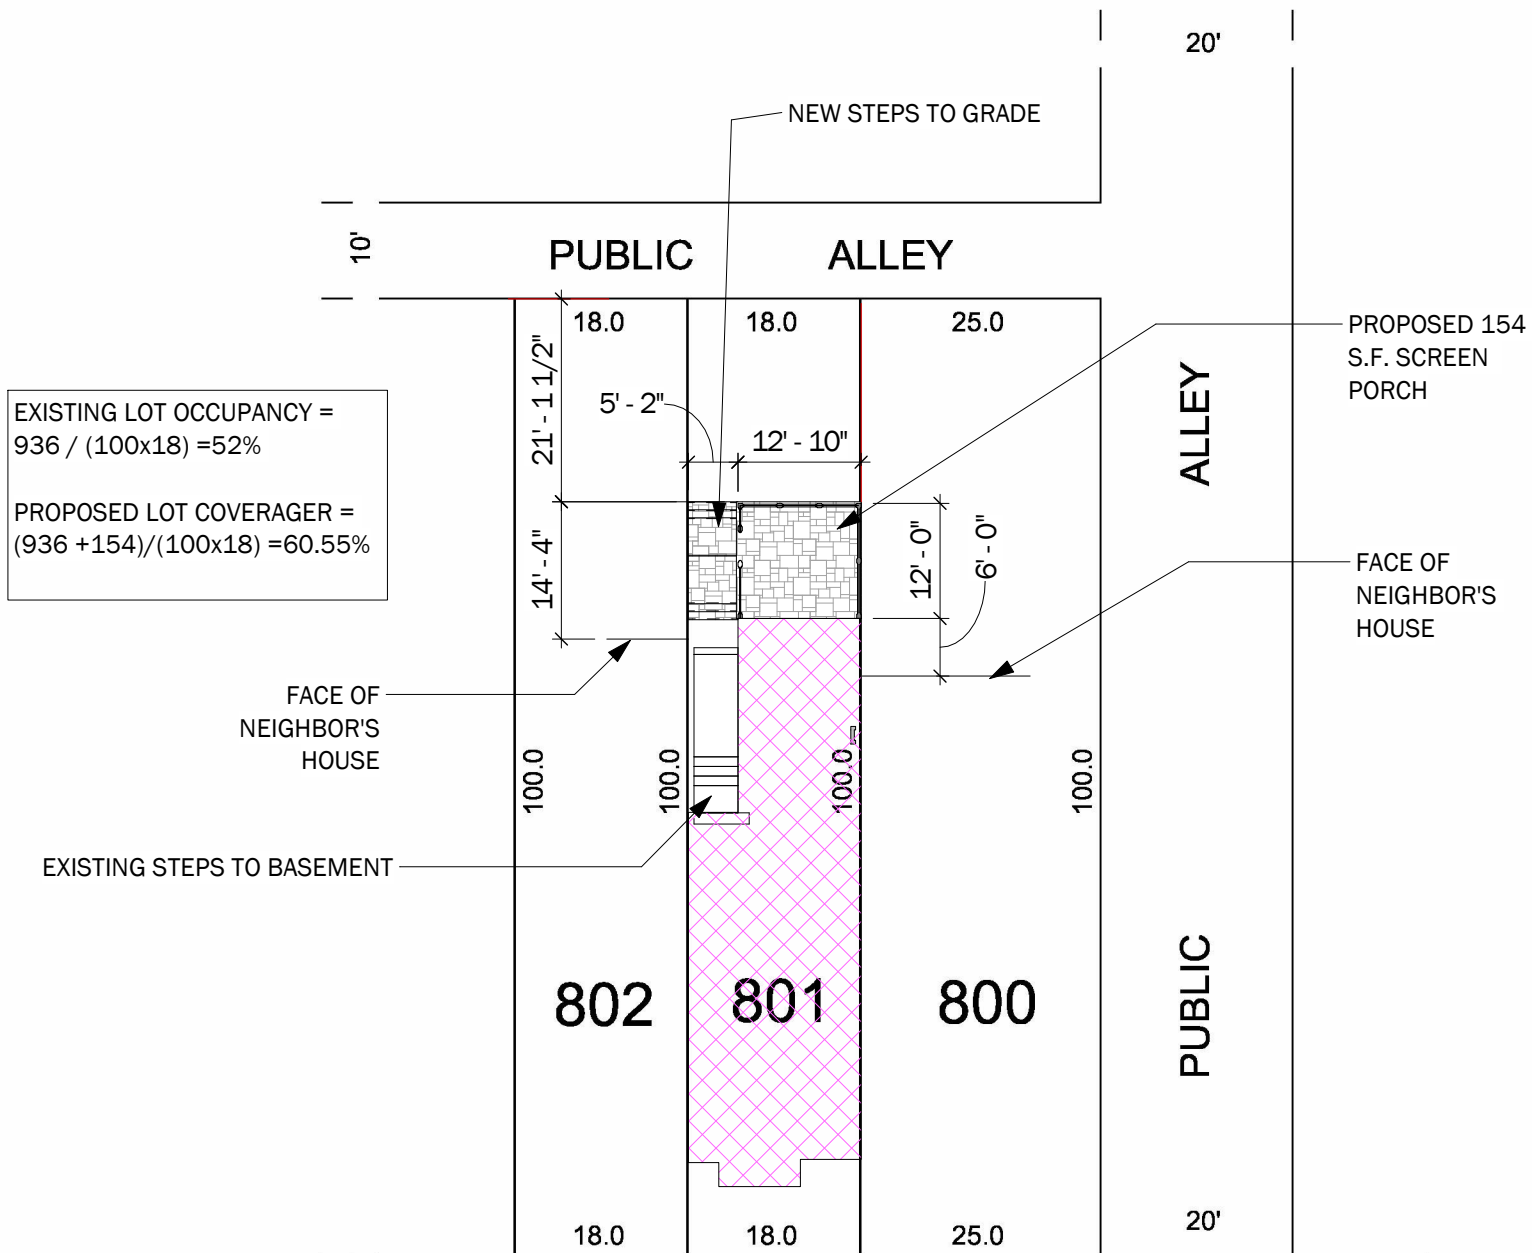 20'
NEW STEPS TO GRADE
10'
PUBLIC ALLEY
18.0
18.0
25.0
PROPOSED 154
S.F. SCREEN
PORCH
21' - 1 1/2"
5' - 2"
12' - 10"
ALLEY
EXISTING LOT OCCUPANCY =
936 / (100x18) =52%
PROPOSED LOT COVERAGER =
(936 +154)/(100x18) =60.55%
14' - 4"
12' - 0"
6' - 0"
FACE OF
NEIGHBOR'S
HOUSE
FACE OF
NEIGHBOR'S
HOUSE
100.0
100.0
100.0
100.0
EXISTING STEPS TO BASEMENT
802
801
800
PUBLIC
18.0
18.0
25.0
20'